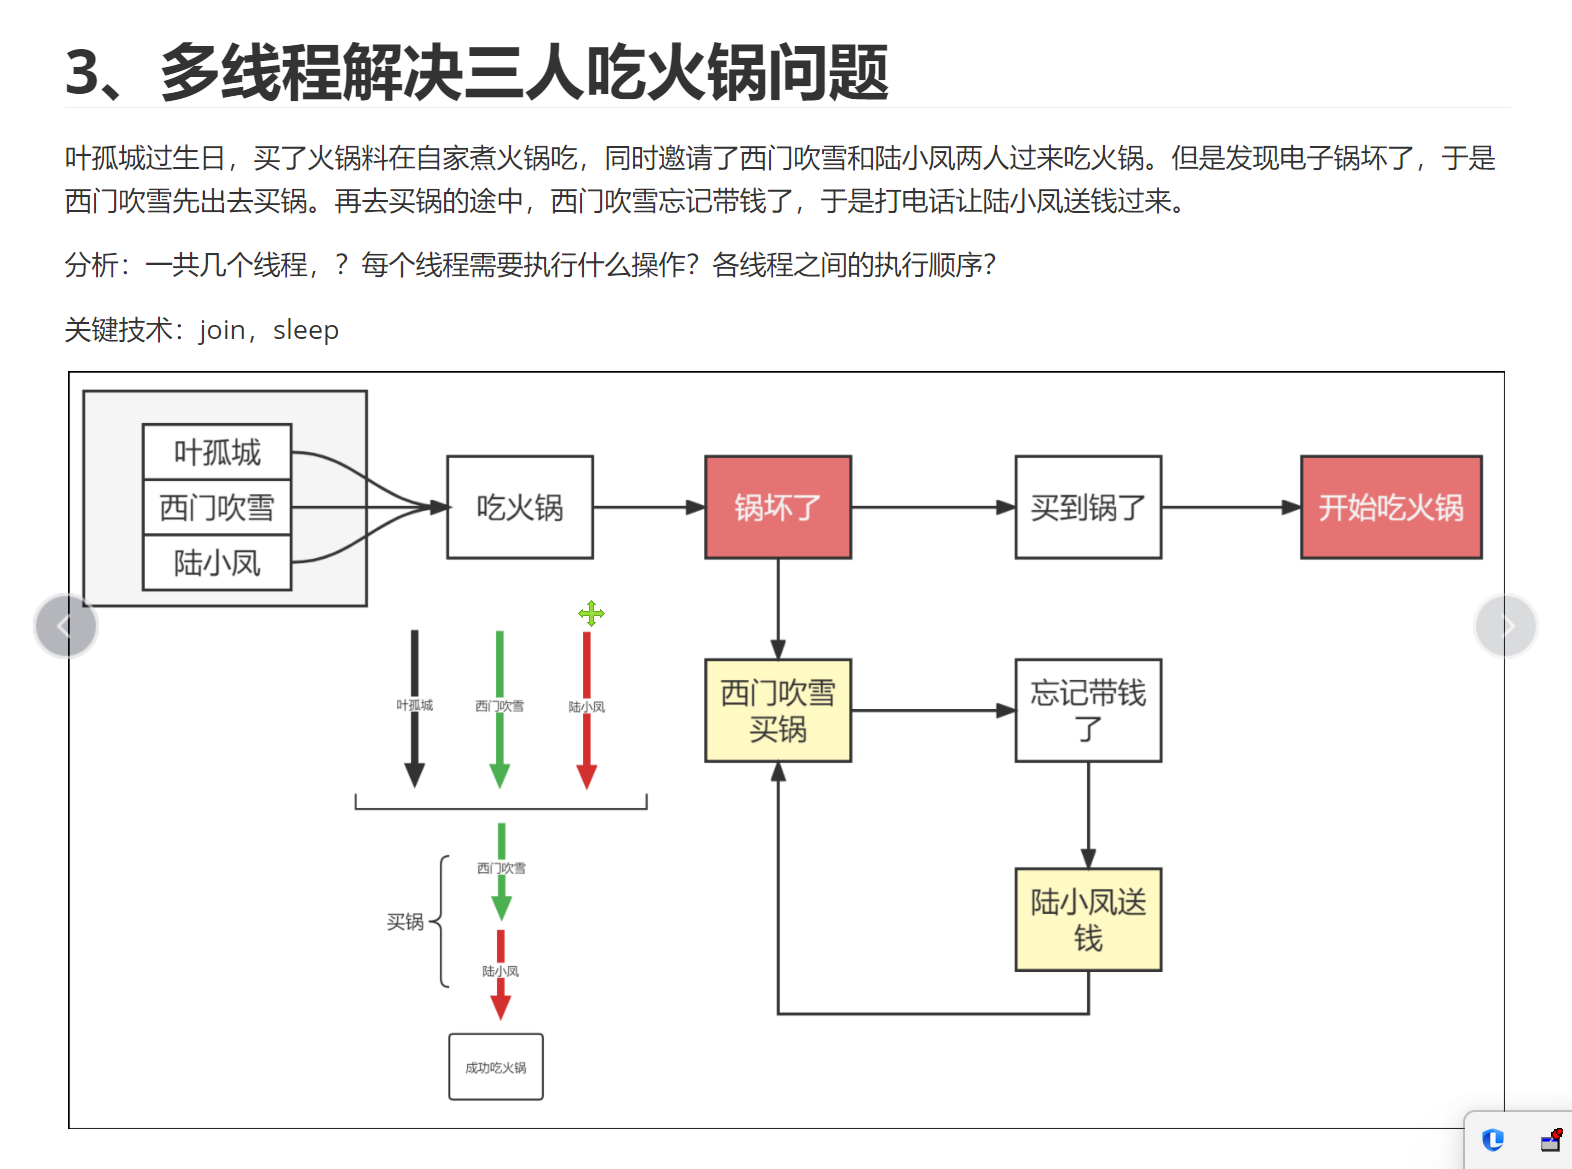 3、多线程解决三人吃火锅问题
叶孤城过生日，买了火锅料在自家煮火锅吃，同时邀请了西门吹雪和陆小凤两人过来吃火锅。但是发现电子锅坏了，于是
西门吹雪先出去买锅。再去买锅的途中，西门吹雪忘记带钱了，于是打电话让陆小凤送钱过来。
分析：一共几个线程，？每个线程需要执行什么操作？各线程之间的执行顺序？
关键技术：join，sleep
叶孤城
西门吹雪
陆小凤
吃火锅
锅坏了
买到锅了
开始吃火锅
西门吹雪
买锅
忘记带钱
了
陆小凤送
钱
叶孤城
西门吹雪
陆小凤
买锅
西门吹雪
陆小凤
成功吃火锅